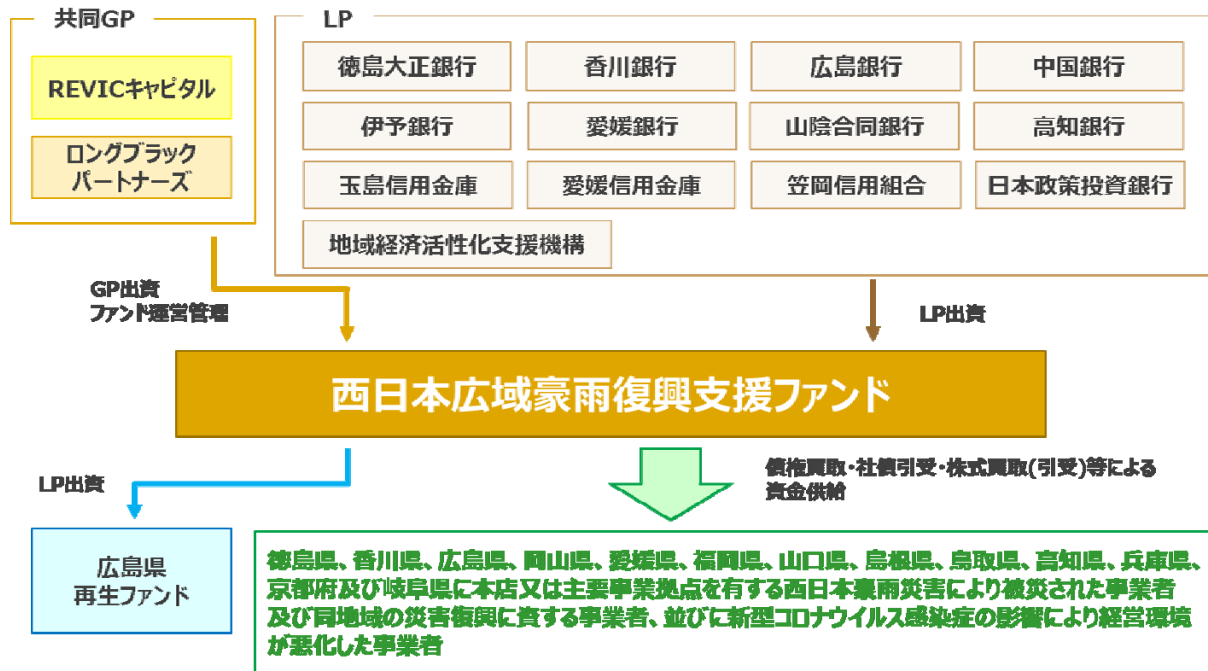 共同GP
REVICキャピタル
ロングブラック
パートナーズ
LP
徳島大正銀行
香川銀行
広島銀行
中国銀行
伊予銀行
愛媛銀行
山陰合同銀行
高知銀行
玉島信用金庫
愛媛信用金庫
笠岡信用組合
日本政策投資銀行
地域経済活性化支援機構
GP出資
ファンド運営管理
LP出資
西日本広域豪雨復興支援ファンド
LP出資
債権買取・社債引受・株式買取(引受)等による
資金供給
広島県
再生ファンド
徳島県、香川県、広島県、岡山県、愛媛県、福岡県、山口県、島根県、鳥取県、高知県、兵庫県、
京都府及び岐阜県に本店又は主要事業拠点を有する西日本豪雨災害により被災された事業者
及び同地域の災害復興に資する事業者、並びに新型コロナウイルス感染症の影響により経営環境
が悪化した事業者